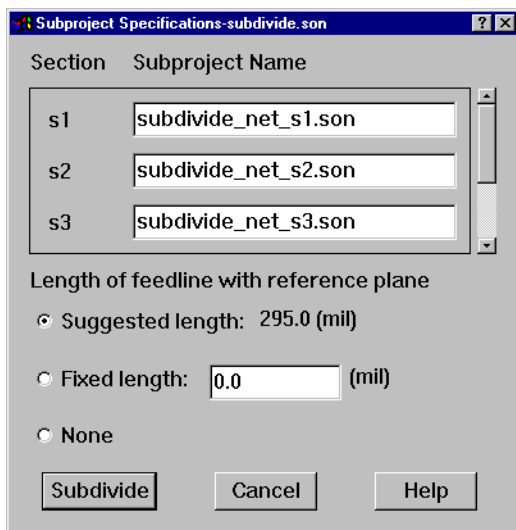 Subproject Specifications-subdivide.son ? ×
Section Subproject Name
s1 subdivide_net_s1.son
s2 subdivide_net_s2.son
s3 subdivide_net_s3.son
Length of feedline with reference plane
Suggested length: 295.0 (mil)
Fixed length: 0.0 (mil)
None
Subdivide Cancel Help